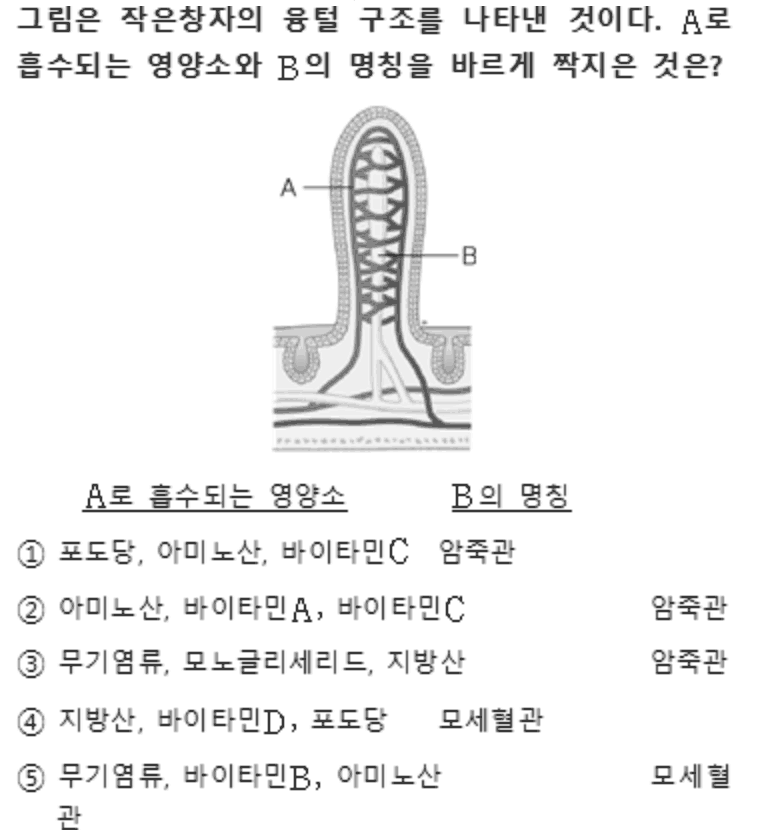 그림은 작은창자의 융털 구조를 나타낸 것이다. A로
흡수되는 영양소와 B의 명칭을 바르게 짝지은 것은?
A
B
A로 흡수되는 영양소 B의 명칭
① 포도당, 아미노산, 바이타민C 암죽관
② 아미노산, 바이타민A, 바이타민C 암죽관
③ 무기염류, 모노글리세리드, 지방산 암죽관
④ 지방산, 바이타민D, 포도당 모세혈관
⑤ 무기염류, 바이타민B, 아미노산 모세혈
관